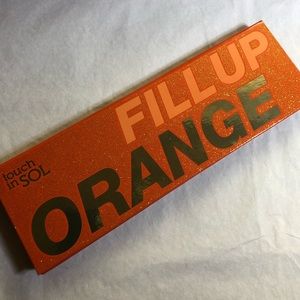 touch
in SOL
FILL UP
ORANGE